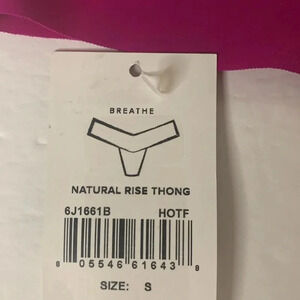 BREATHE
NATURAL RISE THONG
6J1661B HOTF
8 05546 61643 8
SIZE: S